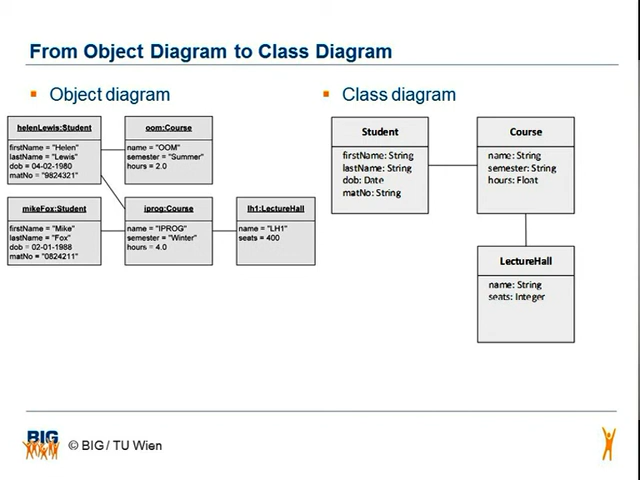 From Object Diagram to Class Diagram
Object diagram
helenLewis:Student
firstName = "Helen"
lastName = "Lewis"
dob = 04-02-1980
matNo = "9824321"
oom:Course
name = "OOM"
semester = "Summer"
hours = 2.0
mikeFox:Student
firstName = "Mike"
lastName = "Fox"
dob = 02-01-1988
matNo = "0824211"
iprog:Course
name = "IPROG"
semester = "Winter"
hours = 4.0
lh1:LectureHall
name = "LH1"
seats = 400
Class diagram
Student
firstName: String
lastName: String
dob: Date
matNo: String
Course
name: String
semester: String
hours: Float
LectureHall
name: String
seats: Integer
BIG
© BIG / TU Wien